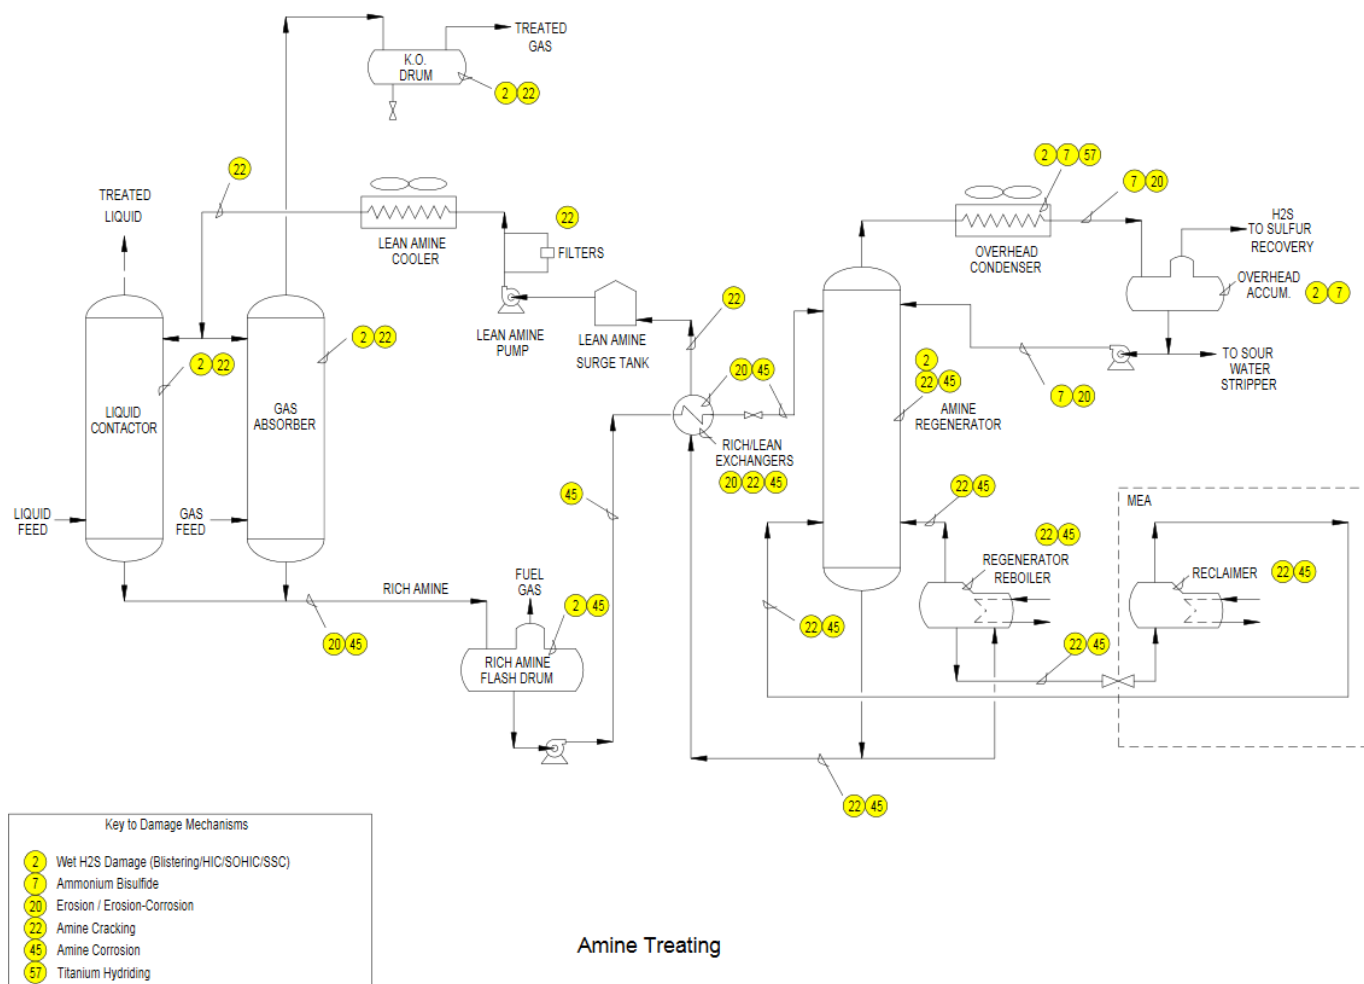 TREATED
GAS
K.O.
DRUM
2 22
22
TREATED
LIQUID
LEAN AMINE
COOLER
22
FILTERS
LEAN AMINE
PUMP
LEAN AMINE
SURGE TANK
22
2 7 57
7 20
OVERHEAD
CONDENSER
H2S
TO SULFUR
RECOVERY
OVERHEAD
ACCUM.
2 7
TO SOUR
WATER
STRIPPER
7 20
2 22
2 22
LIQUID
CONTACTOR
GAS
ABSORBER
20 45
2
22 45
AMINE
REGENERATOR
RICH/LEAN
EXCHANGERS
20 22 45
45
LIQUID
FEED
GAS
FEED
22 45
MEA
22 45
REGENERATOR
REBOILER
RECLAIMER
22 45
RICH AMINE
FUEL
GAS
2 45
20 45
RICH AMINE
FLASH DRUM
22 45
22 45
22 45
Key to Damage Mechanisms
2 Wet H2S Damage (Blistering/HIC/SOHIC/SSC)
7 Ammonium Bisulfide
20 Erosion / Erosion-Corrosion
22 Amine Cracking
45 Amine Corrosion
57 Titanium Hydriding
Amine Treating